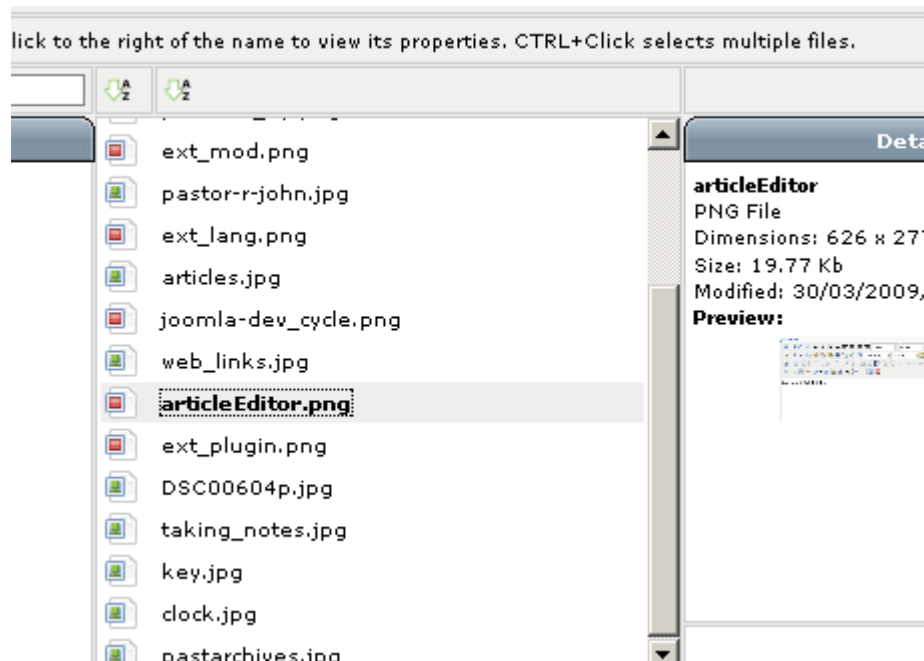 lick to the right of the name to view its properties. CTRL+Click selects multiple files.
A
Z
A
Z
ext_mod.png
pastor-r-john.jpg
ext_lang.png
articles.jpg
joomla-dev_cycle.png
web_links.jpg
articleEditor.png
ext_plugin.png
DSC00604p.jpg
taking_notes.jpg
key.jpg
clock.jpg
pastarchives.jpg
Deta
articleEditor
PNG File
Dimensions: 626 x 27
Size: 19.77 Kb
Modified: 30/03/2009,
Preview: